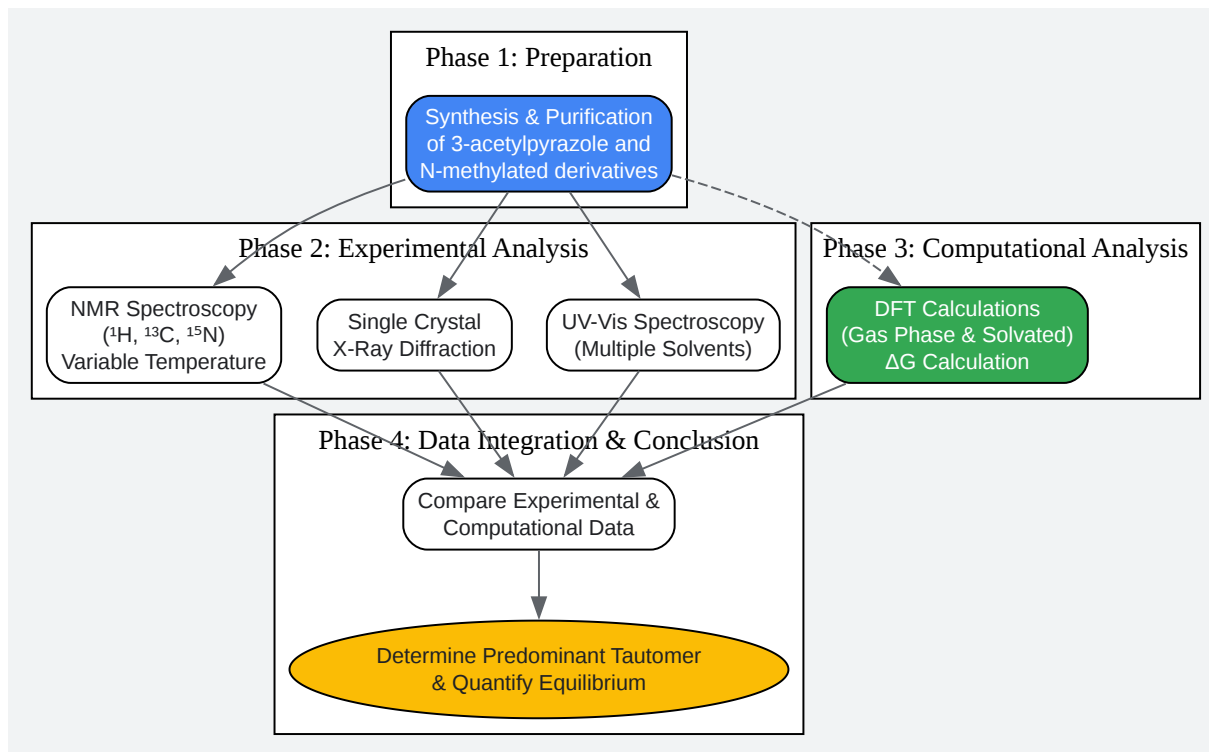 Phase 1: Preparation
Synthesis & Purification
of 3-acetylpyrazole and
N-methylated derivatives
Phase 2: Experimental Analysis
NMR Spectroscopy
(¹H, ¹³C, ¹⁵N)
Variable Temperature
Single Crystal
X-Ray Diffraction
UV-Vis Spectroscopy
(Multiple Solvents)
Phase 3: Computational Analysis
DFT Calculations
(Gas Phase & Solvated)
ΔG Calculation
Phase 4: Data Integration & Conclusion
Compare Experimental &
Computational Data
Determine Predominant Tautomer
& Quantify Equilibrium